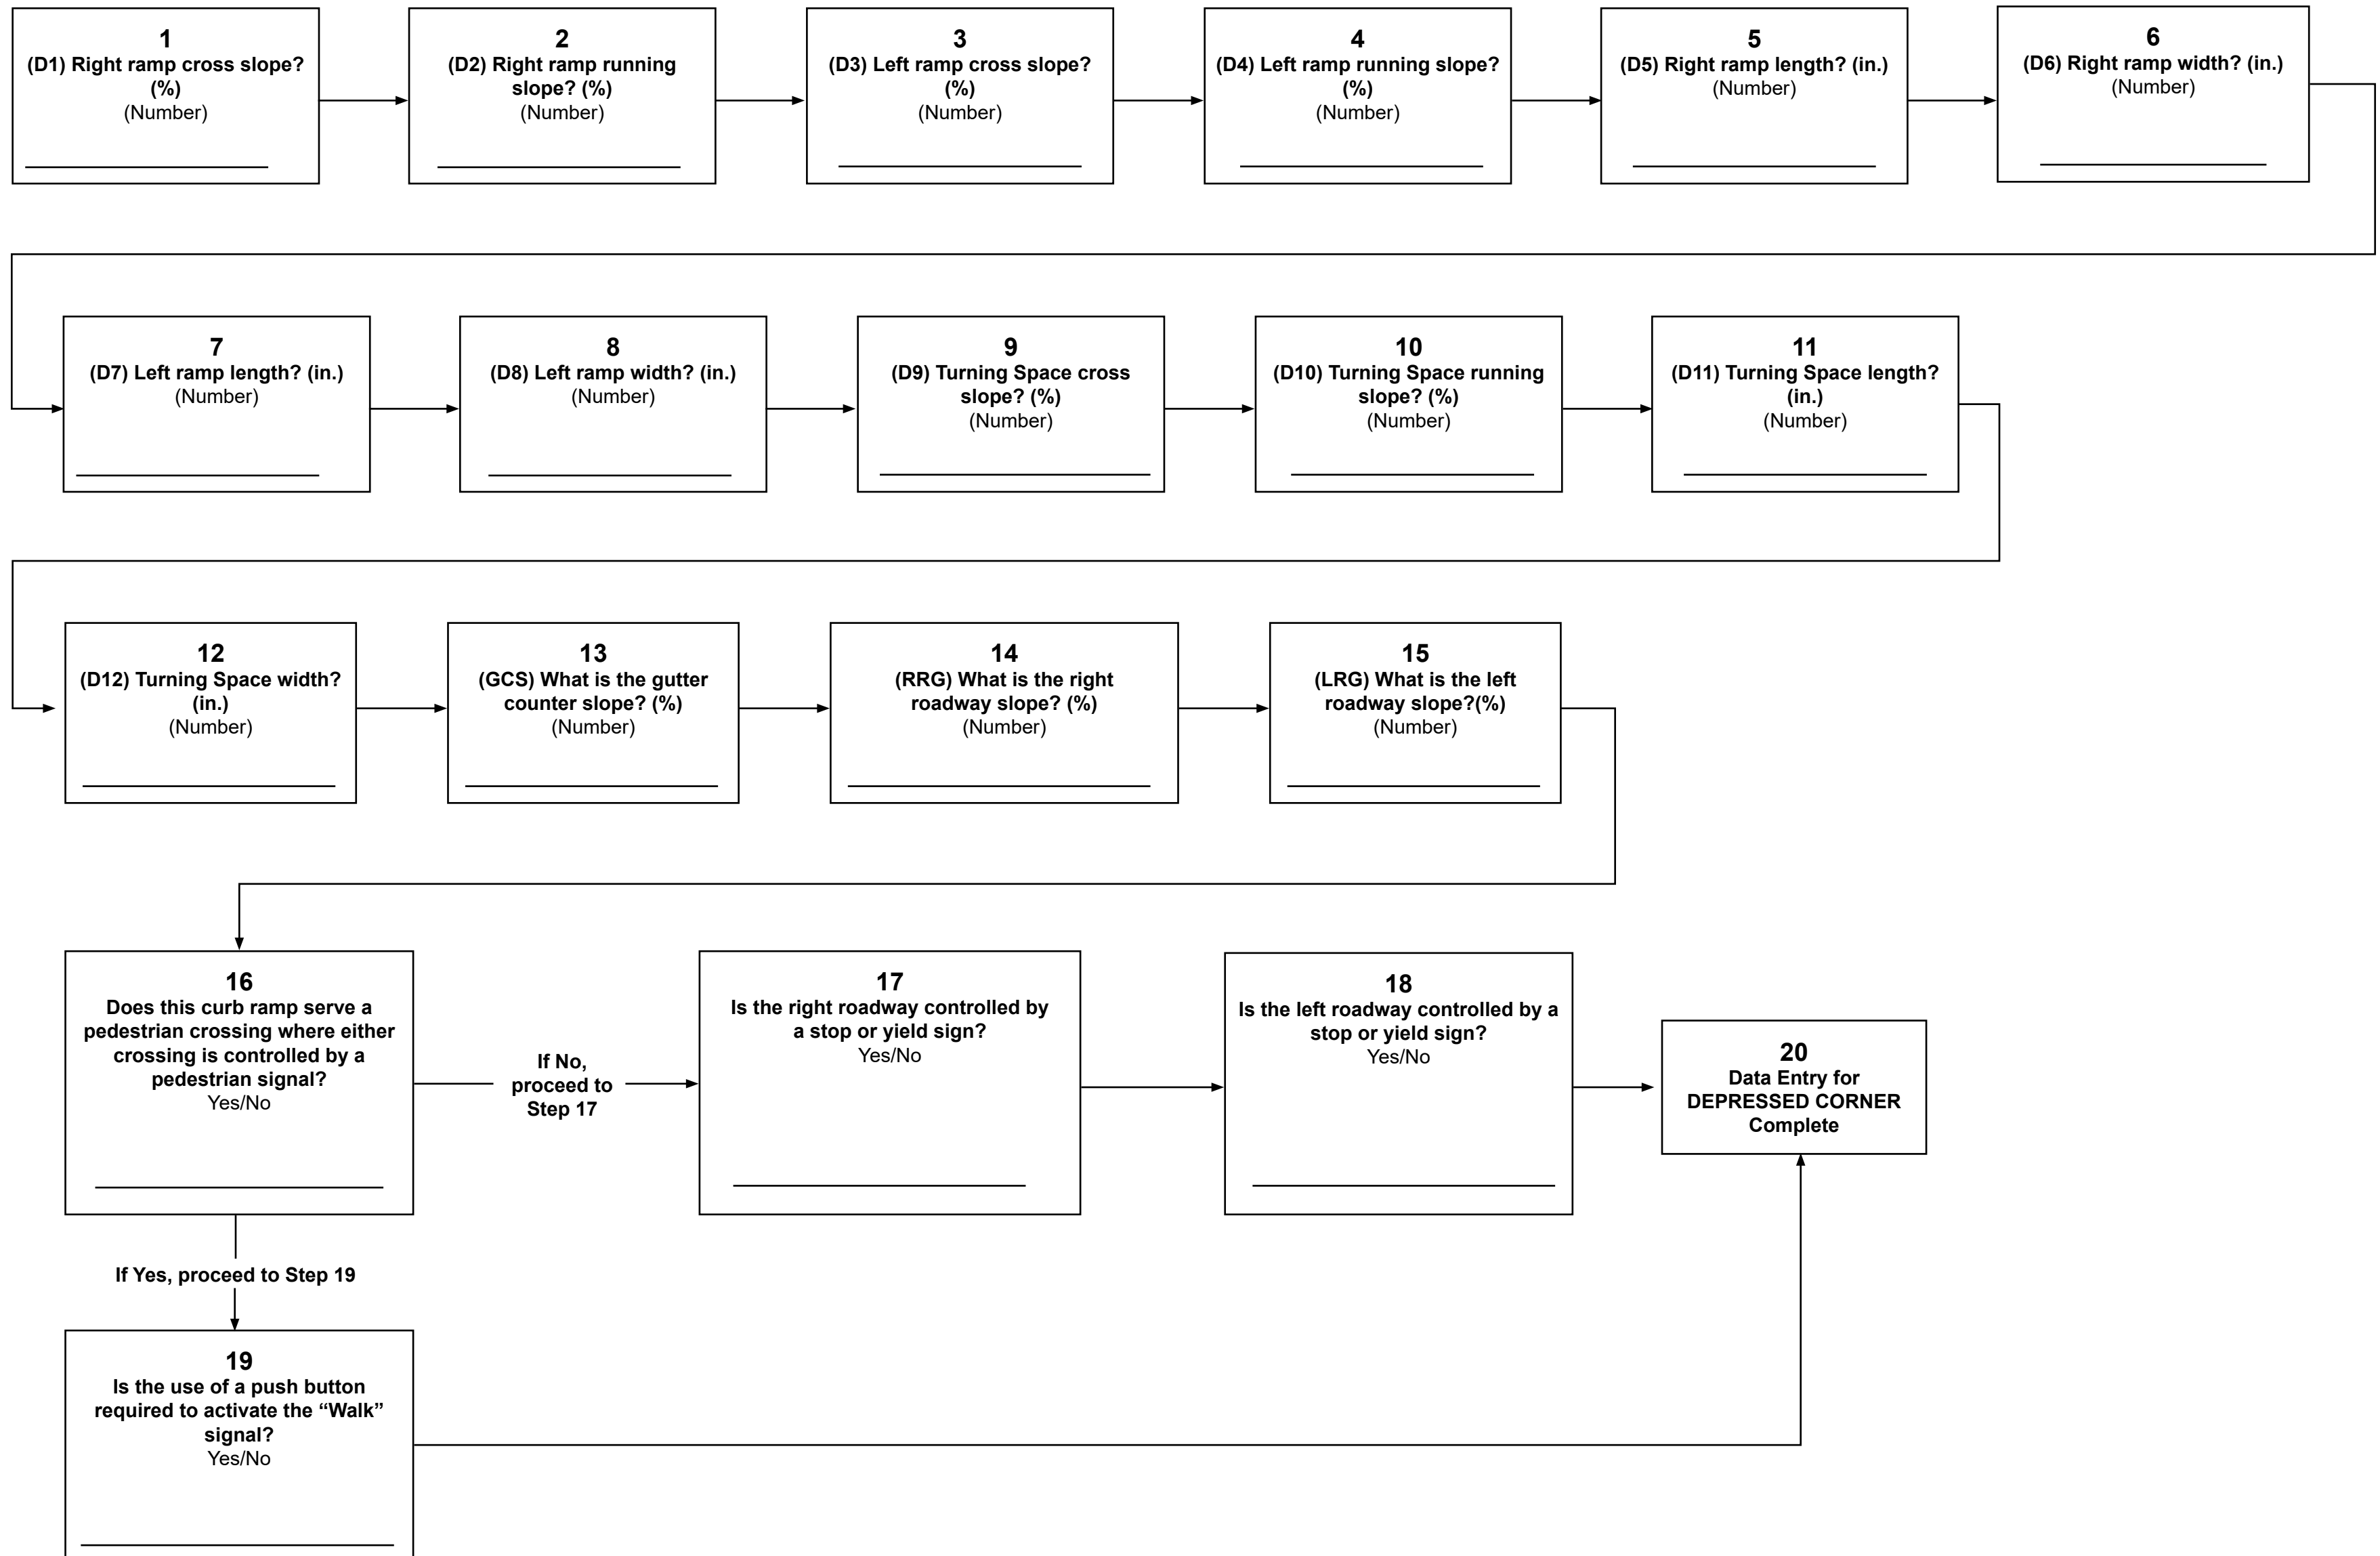 1
(D1) Right ramp cross slope?
(%)
(Number)
2
(D2) Right ramp running
slope? (%)
(Number)
3
(D3) Left ramp cross slope?
(%)
(Number)
4
(D4) Left ramp running slope?
(%)
(Number)
5
(D5) Right ramp length? (in.)
(Number)
6
(D6) Right ramp width? (in.)
(Number)
7
(D7) Left ramp length? (in.)
(Number)
8
(D8) Left ramp width? (in.)
(Number)
9
(D9) Turning Space cross
slope? (%)
(Number)
10
(D10) Turning Space running
slope? (%)
(Number)
11
(D11) Turning Space length?
(in.)
(Number)
12
(D12) Turning Space width?
(in.)
(Number)
13
(GCS) What is the gutter
counter slope? (%)
(Number)
14
(RRG) What is the right
roadway slope? (%)
(Number)
15
(LRG) What is the left
roadway slope?(%)
(Number)
16
Does this curb ramp serve a
pedestrian crossing where either
crossing is controlled by a
pedestrian signal?
Yes/No
If No,
proceed to
Step 17
17
Is the right roadway controlled by
a stop or yield sign?
Yes/No
18
Is the left roadway controlled by a
stop or yield sign?
Yes/No
20
Data Entry for
DEPRESSED CORNER
Complete
If Yes, proceed to Step 19
19
Is the use of a push button
required to activate the “Walk”
signal?
Yes/No